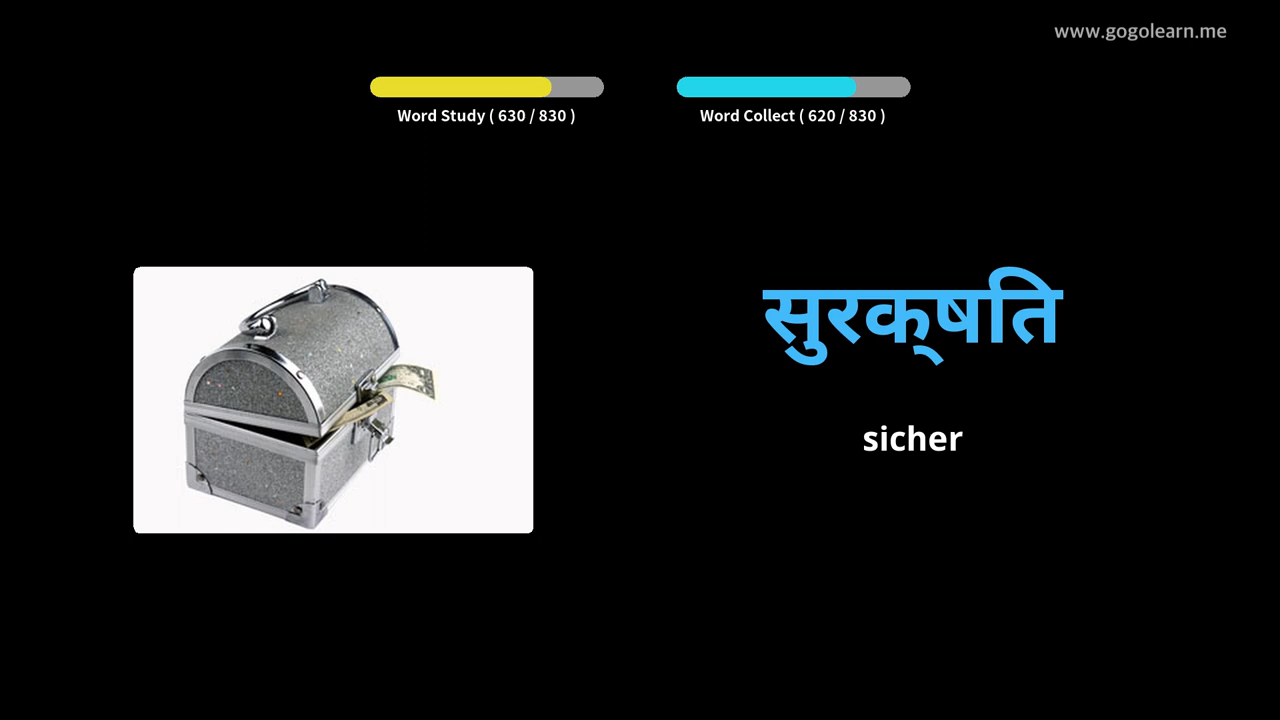 www.gogolearn.me
Word Study ( 630 / 830 )
Word Collect ( 620 / 830 )
सुरक्‌षति
sicher